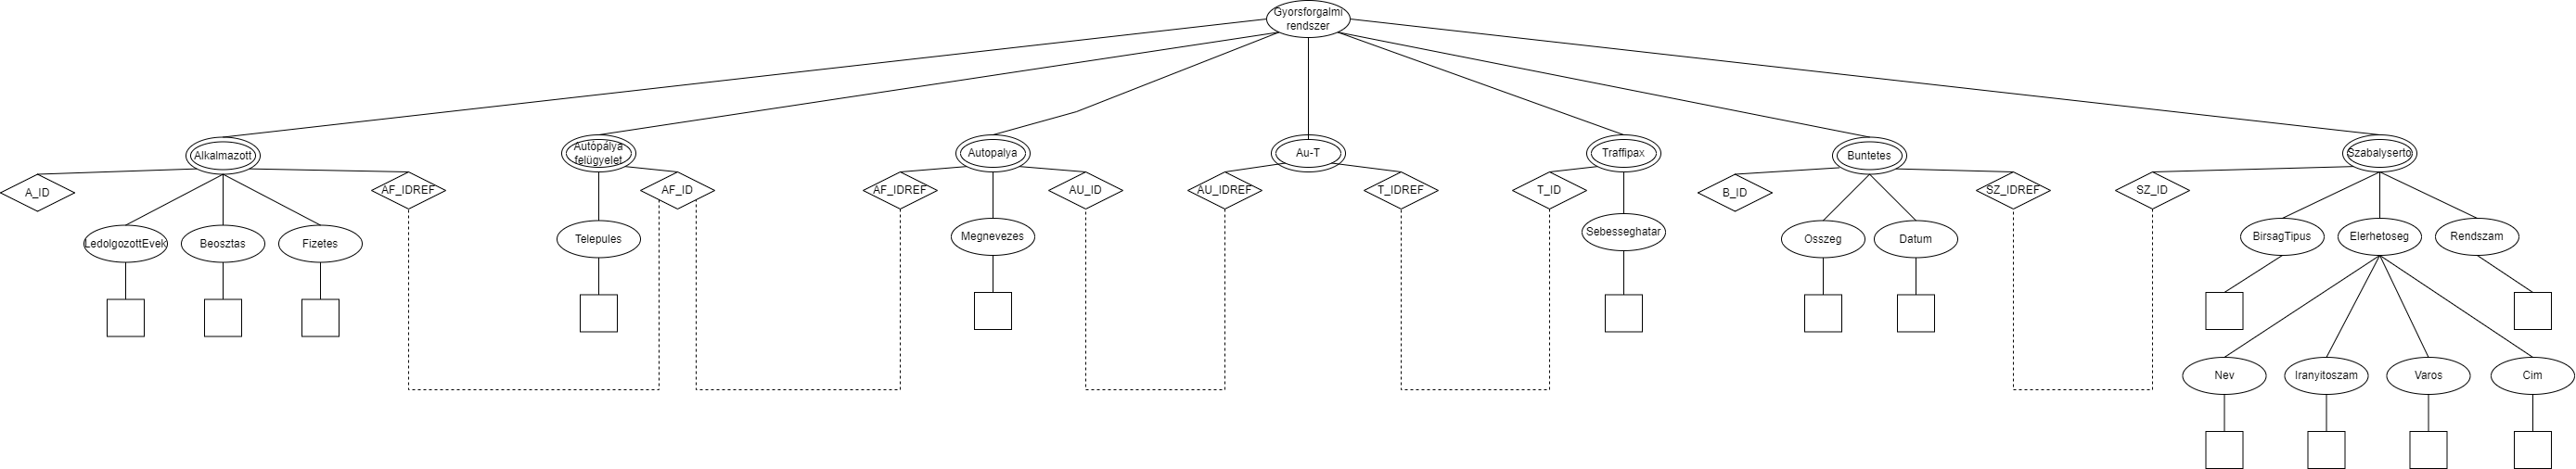 Gyorsforgalmi
rendszer
Alkalmazott
Autópálya
felügyelet
Autopalya
Au-T
Traffipax
Buntetes
Szabalyserto
A_ID
AF_IDREF
AF_ID
AF_IDREF
AU_ID
AU_IDREF
T_IDREF
T_ID
B_ID
SZ_IDREF
SZ_ID
LedolgozottEvek
Beosztas
Fizetes
Telepules
Megnevezes
Sebesseghatar
Osszeg
Datum
BirsagTipus
Elerhetoseg
Rendszam
Nev
Iranyitoszam
Varos
Cim